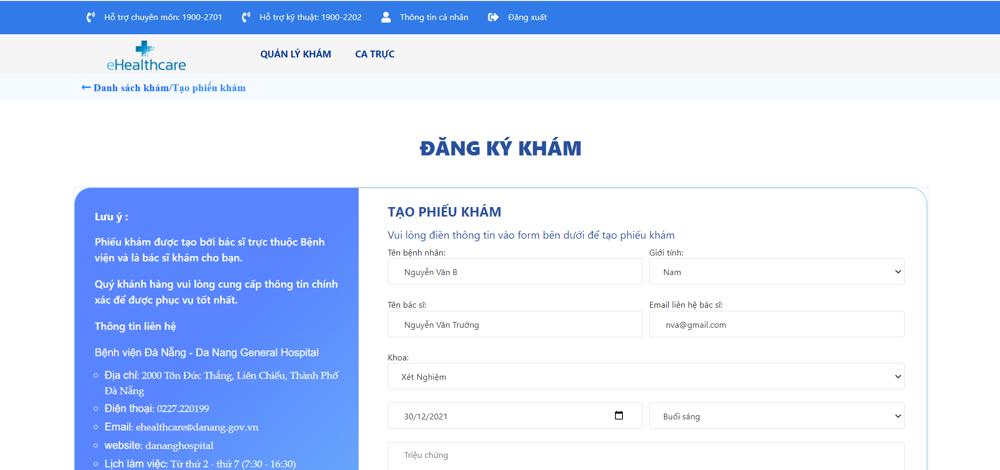 Hỗ trợ chuyên môn: 1900-2701 Hỗ trợ kỹ thuật: 1900-2202 Thông tin cá nhân Đăng xuất
eHealthcare
QUẢN LÝ KHÁM CA TRỰC
Danh sách khám/Tạo phiếu khám
ĐĂNG KÝ KHÁM
Lưu ý :
Phiếu khám được tạo bởi bác sĩ trực thuộc Bệnh
viện và là bác sĩ khám cho bạn.
Quý khánh hàng vui lòng cung cấp thông tin chính
xác để được phục vụ tốt nhất.
Thông tin liên hệ
Bệnh viện Đà Nẵng - Da Nang General Hospital
Địa chỉ: 2000 Tôn Đức Thắng, Liên Chiểu, Thành Phố
Đà Nẵng
Điện thoại: 0227.220199
Email: ehealthcare@danang.gov.vn
website: dananghospital
Lịch làm việc: Từ thứ 2 - thứ 7 (7:30 - 16:30)
TẠO PHIẾU KHÁM
Vui lòng điền thông tin vào form bên dưới để tạo phiếu khám
Tên bệnh nhân: Giới tính:
Nguyễn Văn B Nam
Tên bác sĩ: Email liên hệ bác sĩ:
Nguyễn Văn Trường nva@gmail.com
Khoa:
Xét Nghiệm
30/12/2021 Buổi sáng
Triệu chứng